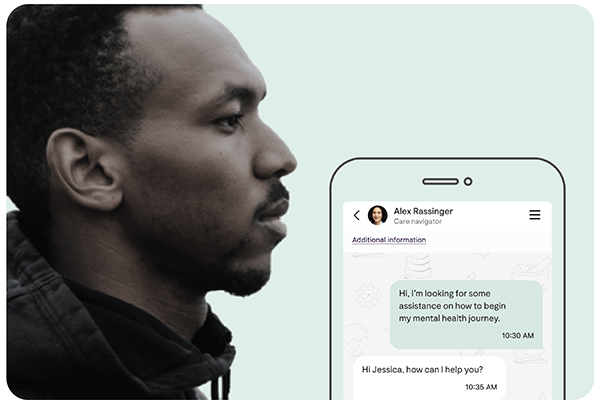 Alex Rassinger
Care navigator
Additional information
Hi, I'm looking for some
assistance on how to begin
my mental health journey.
10:30 AM
Hi Jessica, how can I help you?
10:35 AM